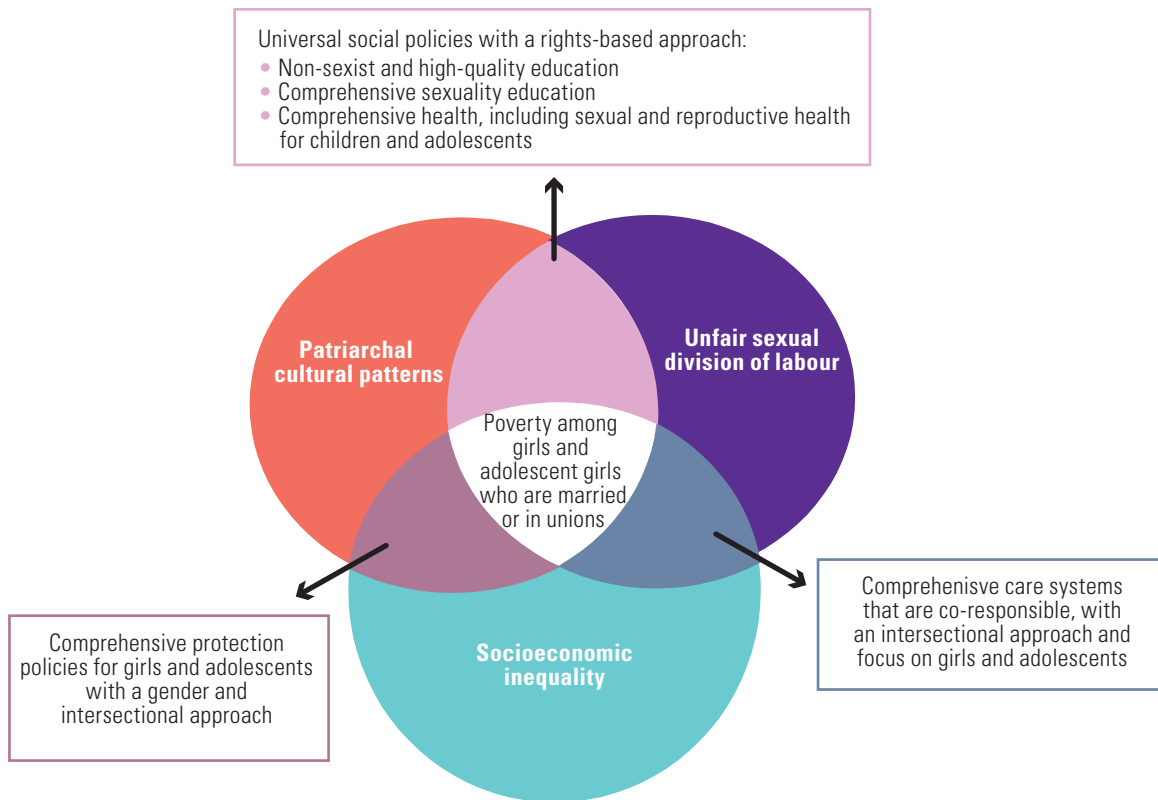 Universal social policies with a rights-based approach:
• Non-sexist and high-quality education
• Comprehensive sexuality education
• Comprehensive health, including sexual and reproductive health
for children and adolescents
Patriarchal
cultural patterns
Unfair sexual
division of labour
Poverty among
girls and
adolescent girls
who are married
or in unions
Socioeconomic
inequality
Comprehensive protection
policies for girls and adolescents
with a gender and
intersectional approach
Comprehenisve care systems
that are co-responsible, with
an intersectional approach and
focus on girls and adolescents